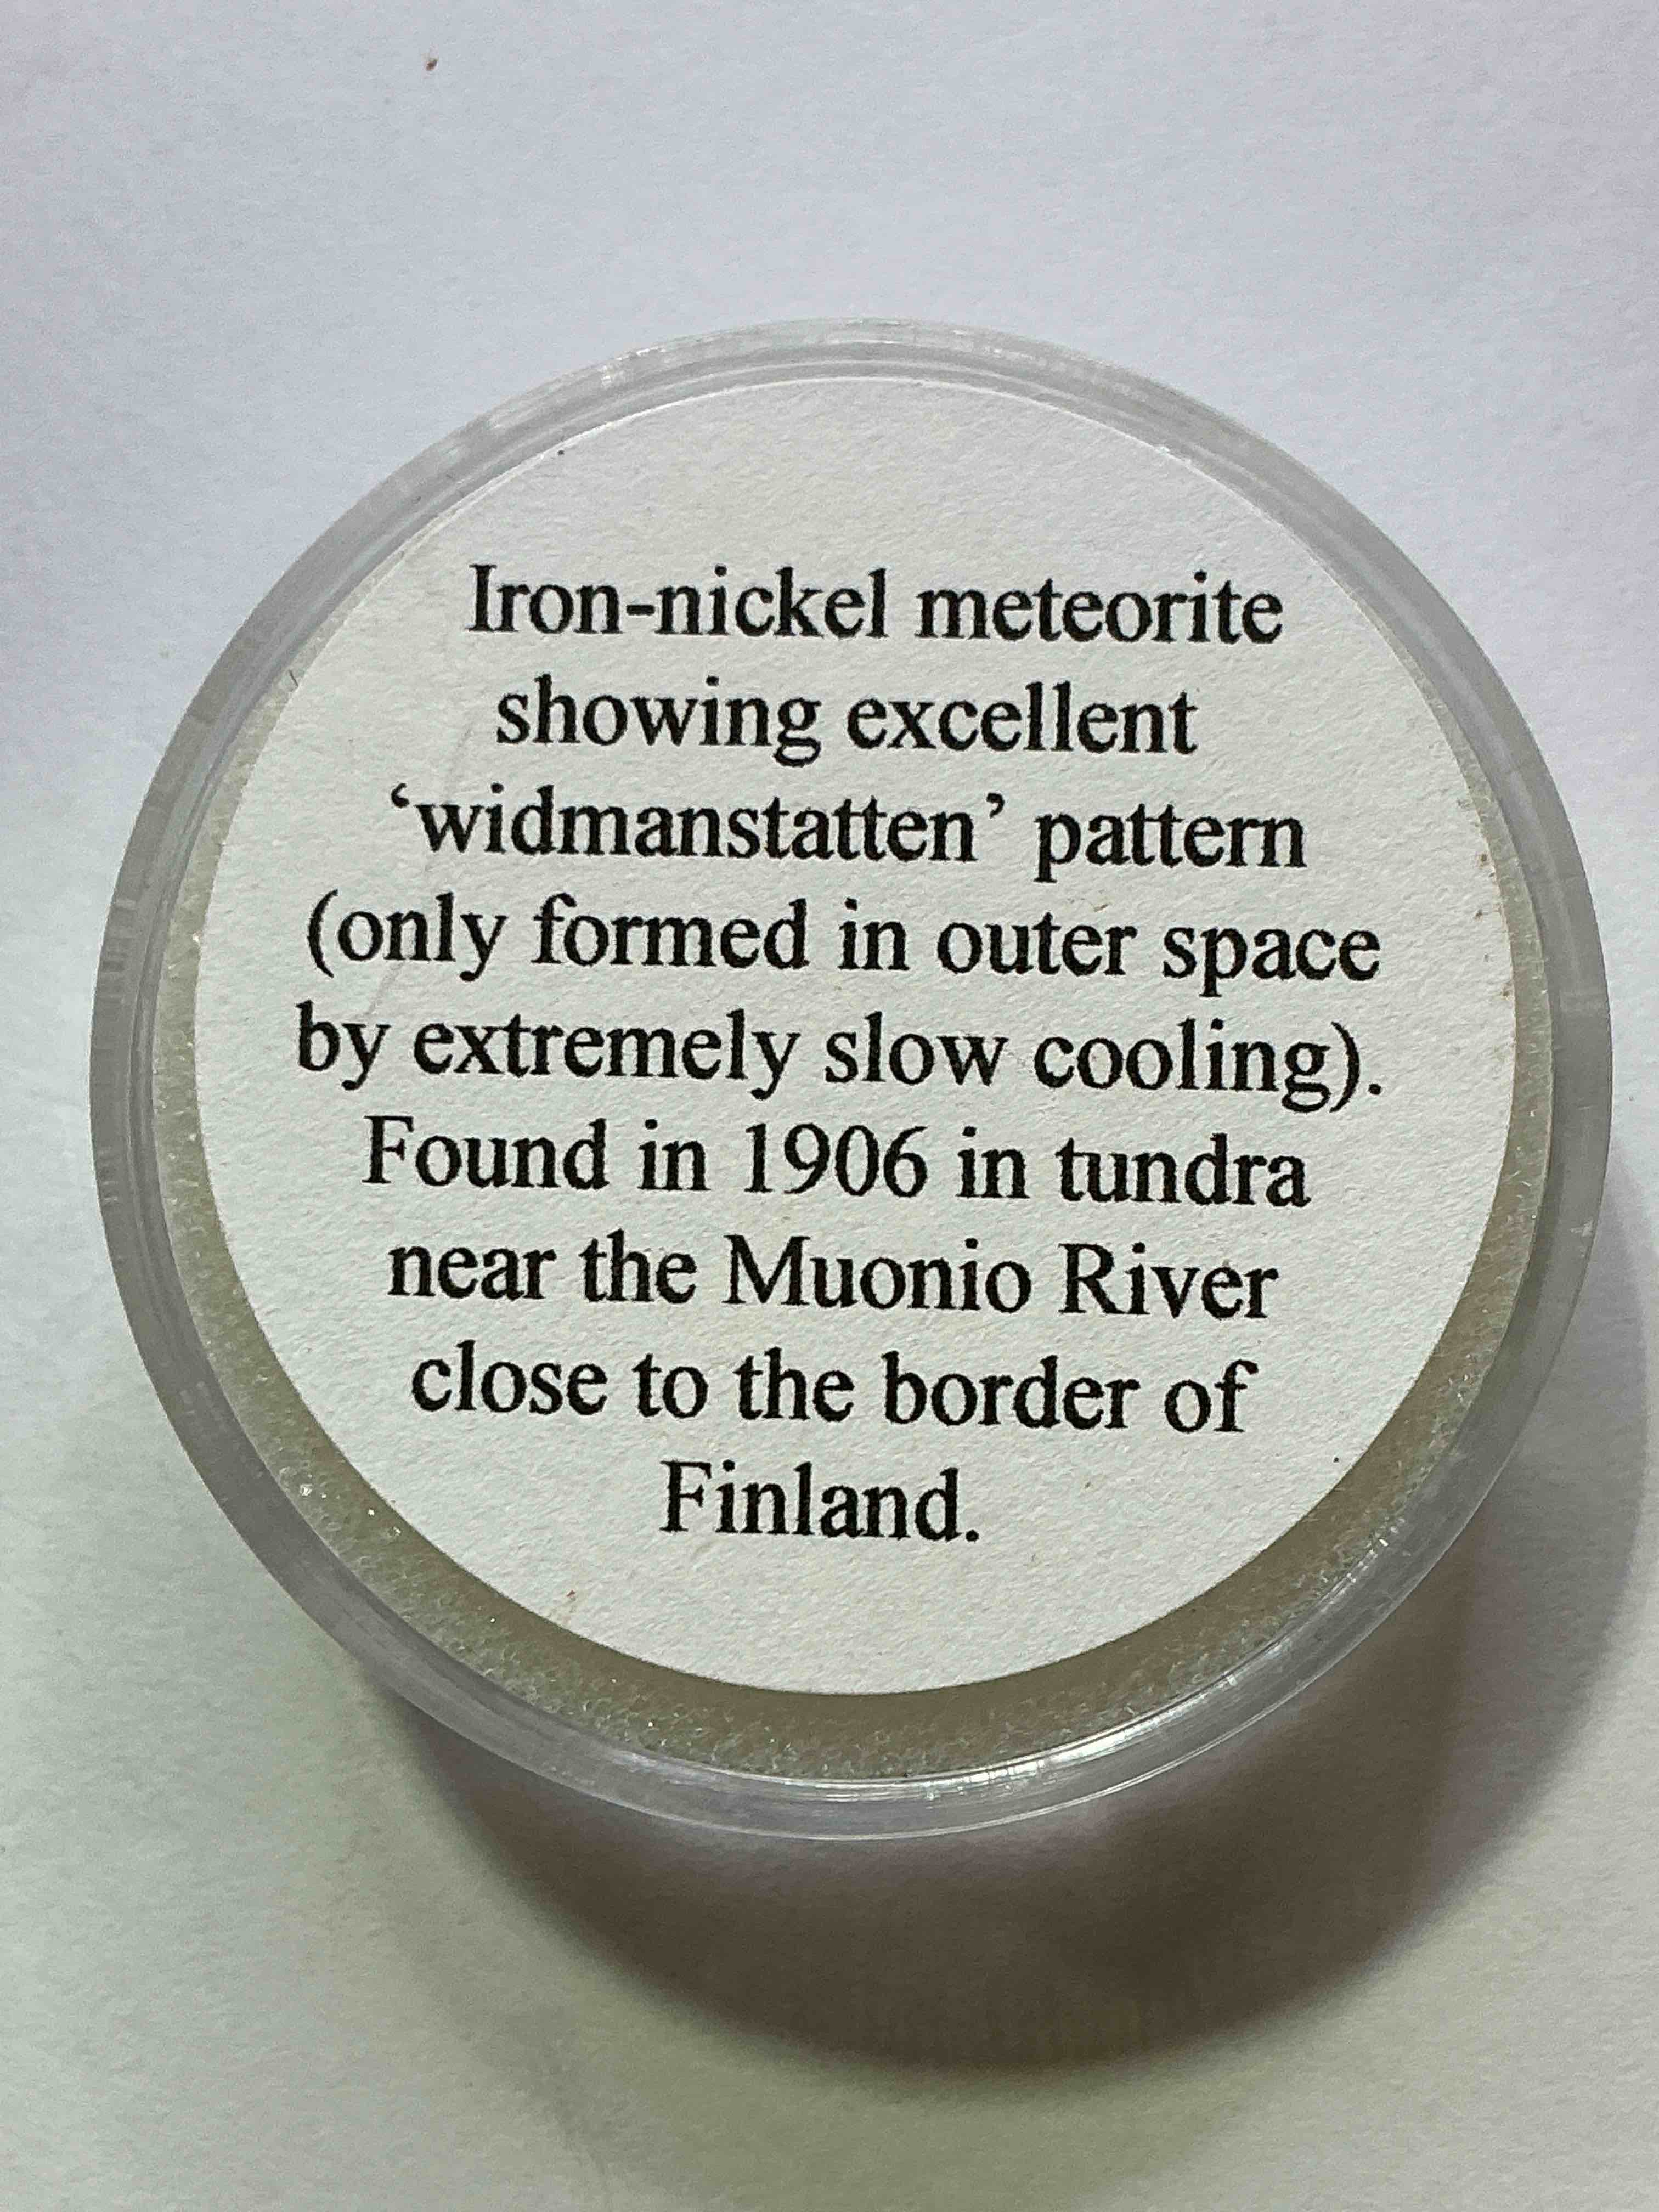 Iron-nickel meteorite
showing excellent
‘widmanstatten’ pattern
(only formed in outer space
by extremely slow cooling).
Found in 1906 in tundra
near the Muonio River
close to the border of
Finland.